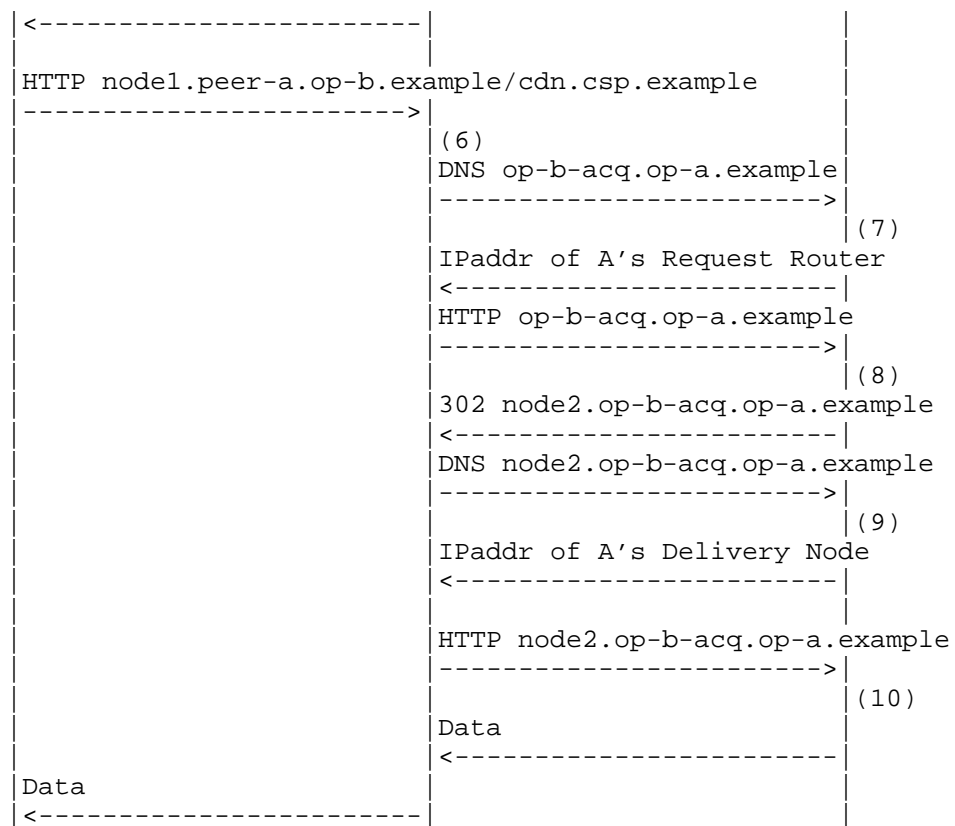 HTTP node1.peer-a.op-b.example/cdn.csp.example
(6)
DNS op-b-acq.op-a.example
(7)
IPaddr of A's Request Router
HTTP op-b-acq.op-a.example
(8)
302 node2.op-b-acq.op-a.example
DNS node2.op-b-acq.op-a.example
(9)
IPaddr of A's Delivery Node
HTTP node2.op-b-acq.op-a.example
(10)
Data
Data